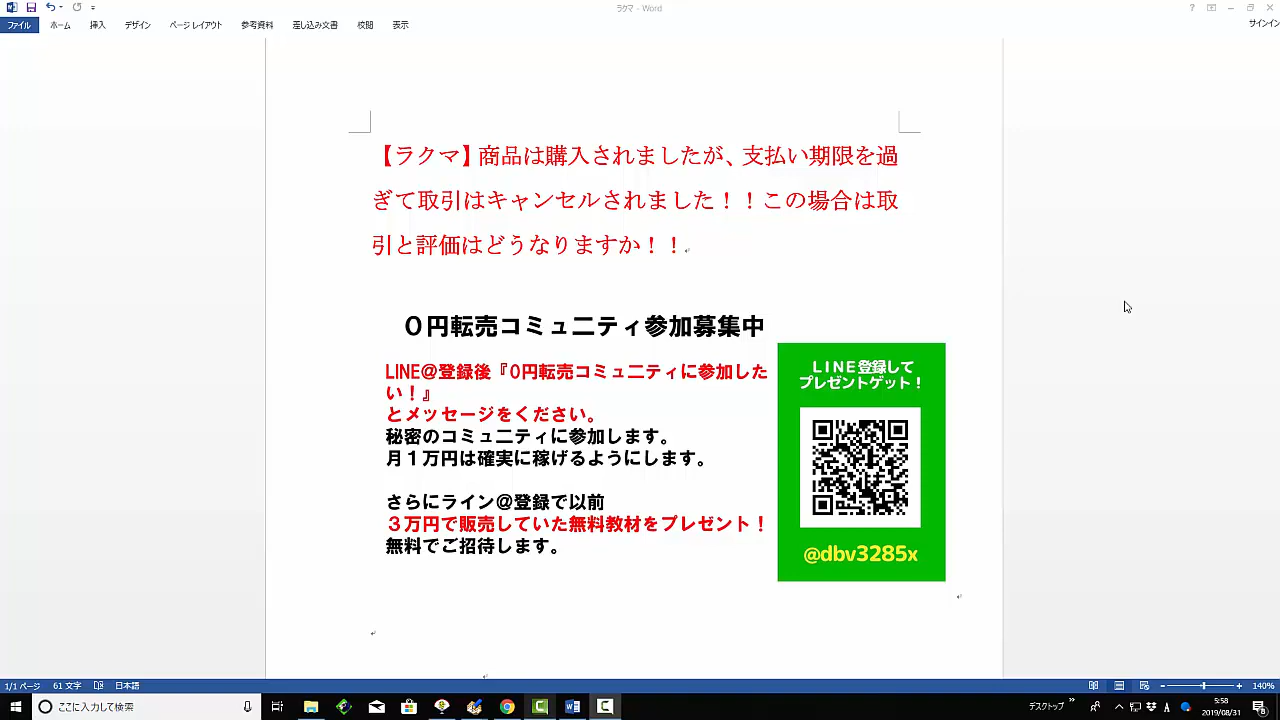 ラクマ - Word
ファイル ホーム 挿入 デザイン ページ レイアウト 参考資料 差し込み文書 校閲 表示 サインイン
【ラクマ】商品は購入されましたが、支払い期限を過
ぎて取引はキャンセルされました！！この場合は取
引と評価はどうなりますか！！
０円転売コミュニティ参加募集中
LINE@登録後『0円転売コミュニティに参加した
い！』
とメッセージをください。
秘密のコミュニティに参加します。
月１万円は確実に稼げるようにします。
さらにライン@登録で以前
３万円で販売していた無料教材をプレゼント！
無料でご招待します。
ＬＩＮＥ登録して
プレゼントゲット！
@dbv3285x
1/1 ページ 61 文字 日本語 140%
ここに入力して検索 デスクトップ 5:58
2019/08/31